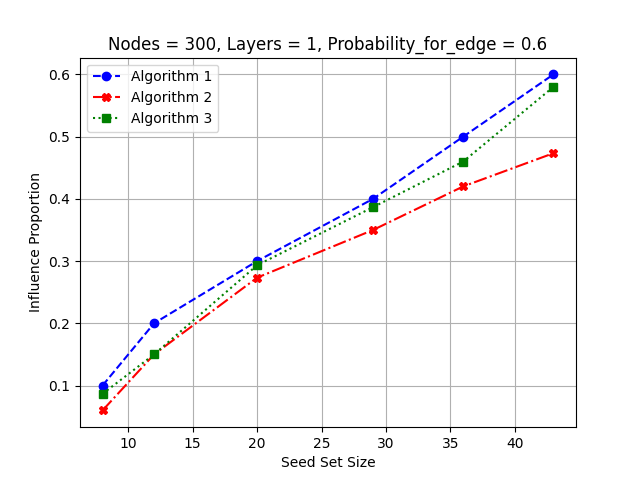 Nodes = 300, Layers = 1, Probability_for_edge = 0.6
Algorithm 1
Algorithm 2
Algorithm 3
0.6
0.5
0.4
0.3
0.2
0.1
Influence Proportion
10 15 20 25 30 35 40
Seed Set Size